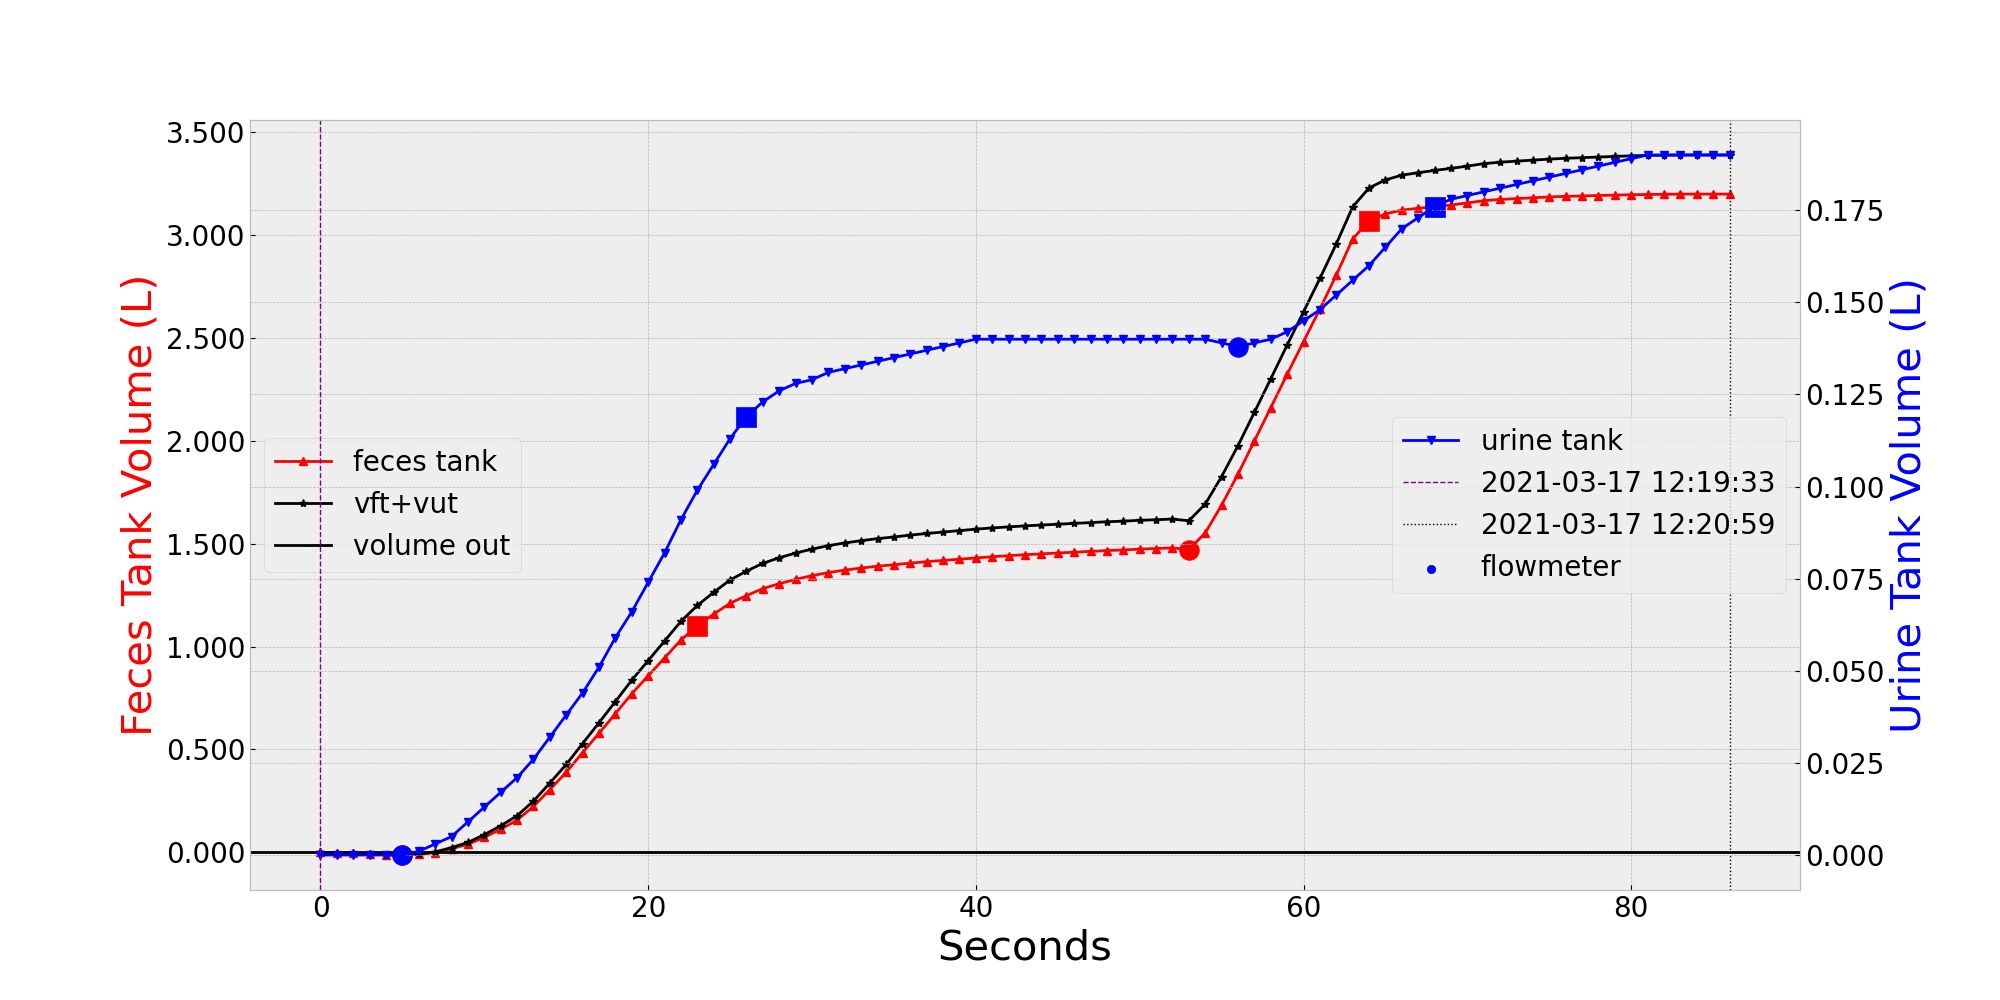 3.500
3.000
2.500
2.000
1.500
1.000
0.500
0.000
Feces Tank Volume (L)
feces tank
vft+vut
volume out
urine tank
2021-03-17 12:19:33
2021-03-17 12:20:59
flowmeter
0.175
0.150
0.125
0.100
0.075
0.050
0.025
0.000
Urine Tank Volume (L)
0 20 40 60 80
Seconds